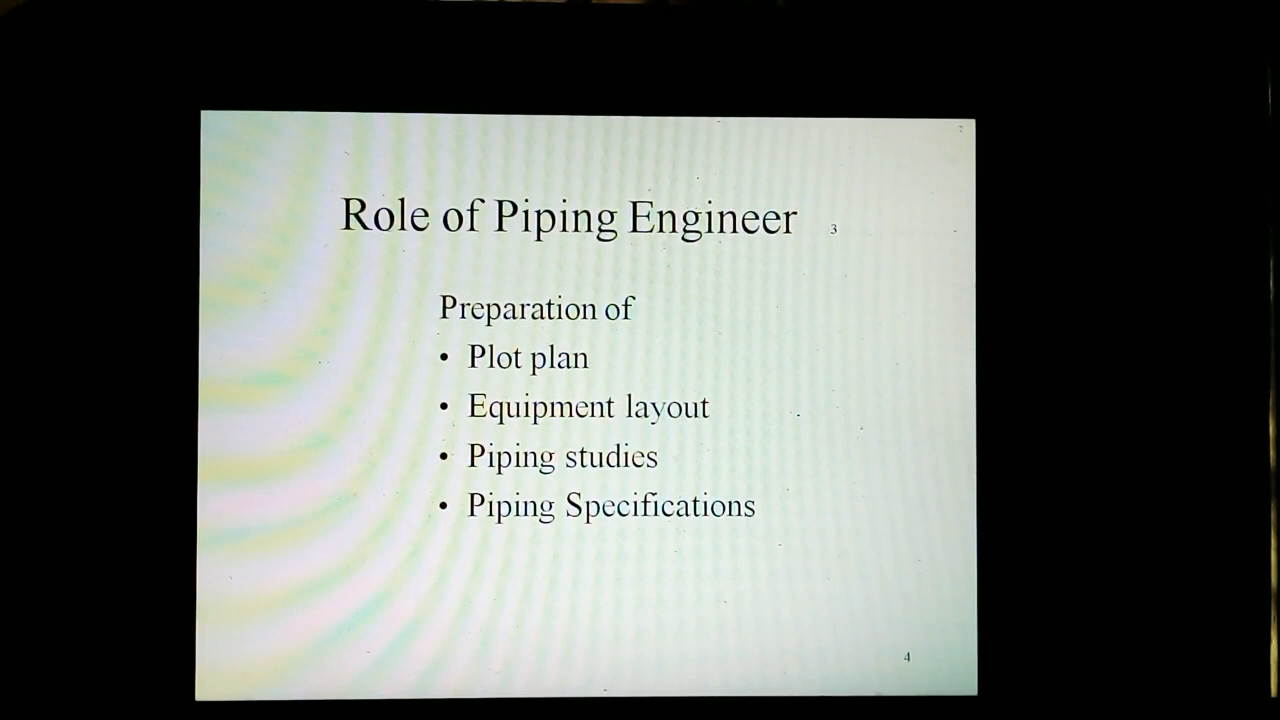 Role of Piping Engineer 3
Preparation of
• Plot plan
• Equipment layout
• Piping studies
• Piping Specifications
4